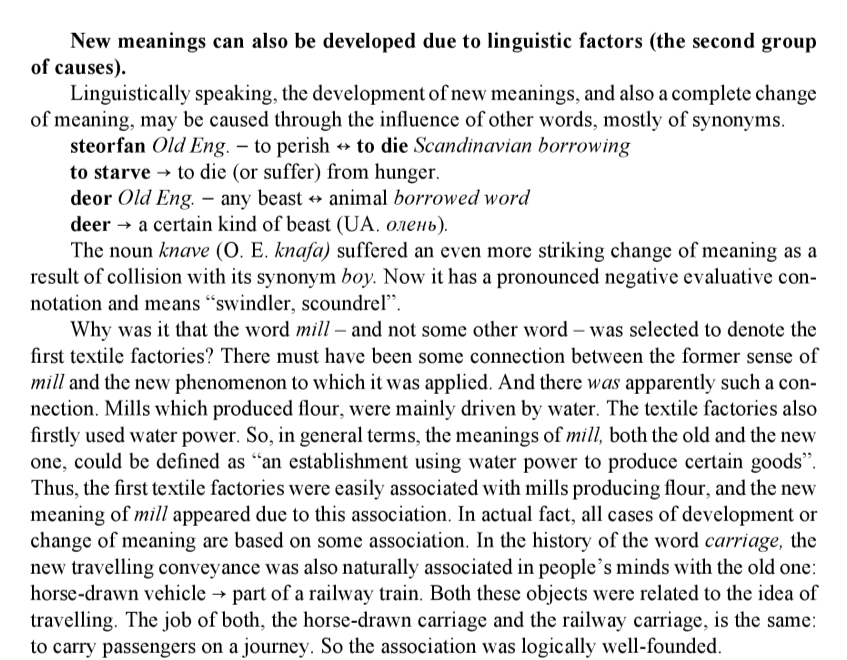 New meanings can also be developed due to linguistic factors (the second group
of causes).
Linguistically speaking, the development of new meanings, and also a complete change
of meaning, may be caused through the influence of other words, mostly of synonyms.
steorfan Old Eng. – to perish ↔ to die Scandinavian borrowing
to starve → to die (or suffer) from hunger.
deor Old Eng. – any beast ↔ animal borrowed word
deer → a certain kind of beast (UA. олень).
The noun knave (O. E. knafa) suffered an even more striking change of meaning as a
result of collision with its synonym boy. Now it has a pronounced negative evaluative con-
notation and means “swindler, scoundrel”.
Why was it that the word mill – and not some other word – was selected to denote the
first textile factories? There must have been some connection between the former sense of
mill and the new phenomenon to which it was applied. And there was apparently such a con-
nection. Mills which produced flour, were mainly driven by water. The textile factories also
firstly used water power. So, in general terms, the meanings of mill, both the old and the new
one, could be defined as “an establishment using water power to produce certain goods”.
Thus, the first textile factories were easily associated with mills producing flour, and the new
meaning of mill appeared due to this association. In actual fact, all cases of development or
change of meaning are based on some association. In the history of the word carriage, the
new travelling conveyance was also naturally associated in people’s minds with the old one:
horse-drawn vehicle → part of a railway train. Both these objects were related to the idea of
travelling. The job of both, the horse-drawn carriage and the railway carriage, is the same:
to carry passengers on a journey. So the association was logically well-founded.